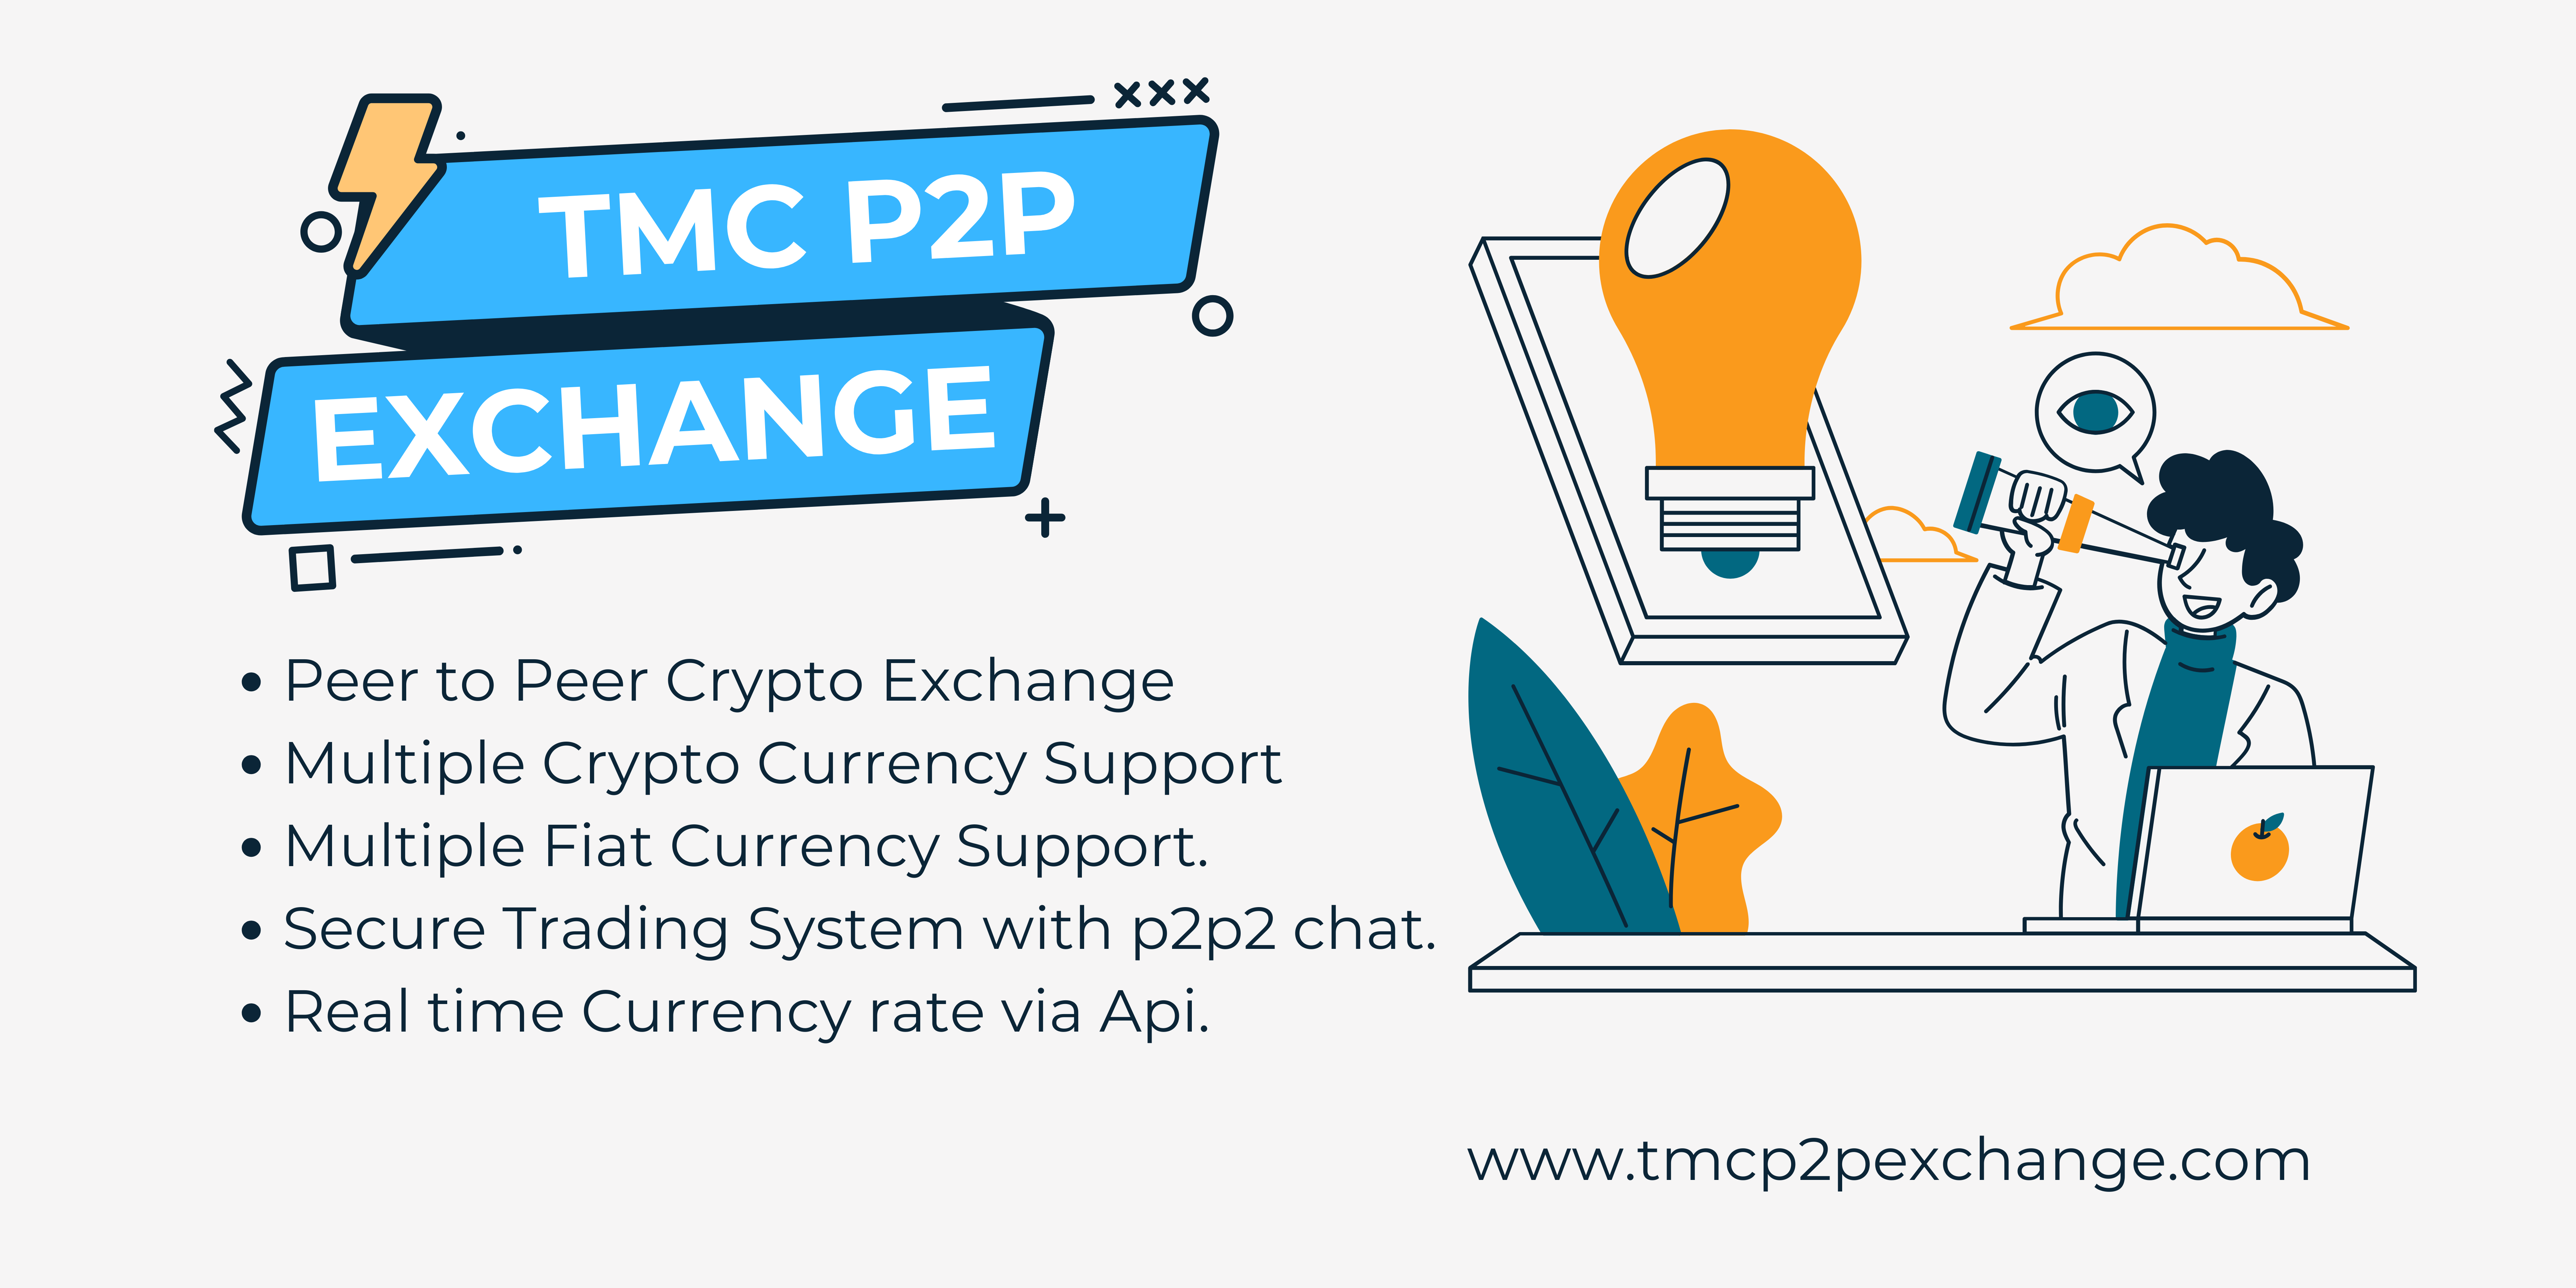 TMC P2P
EXCHANGE
• Peer to Peer Crypto Exchange
• Multiple Crypto Currency Support
• Multiple Fiat Currency Support.
• Secure Trading System with p2p2 chat.
• Real time Currency rate via Api.
www.tmcp2pexchange.com